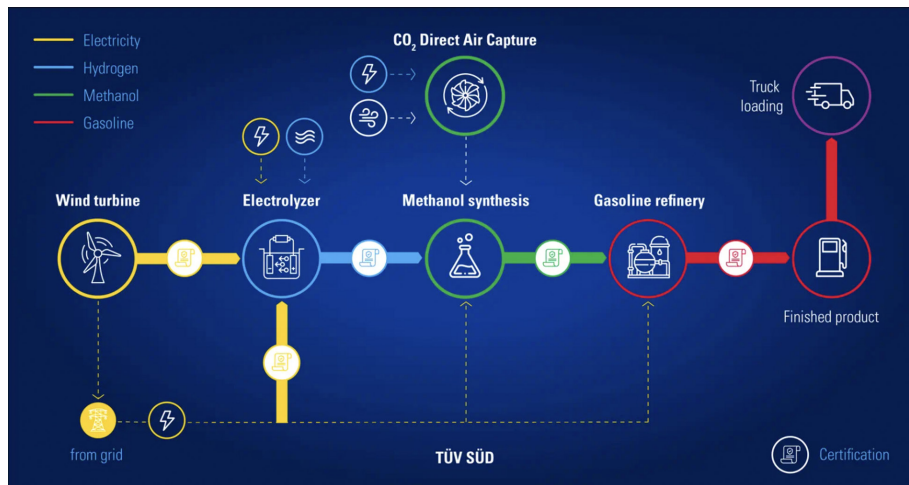 Electricity
Hydrogen
Methanol
Gasoline
CO₂ Direct Air Capture
Truck
loading
Wind turbine
Electrolyzer
Methanol synthesis
Gasoline refinery
Finished product
from grid
TÜV SÜD
Certification